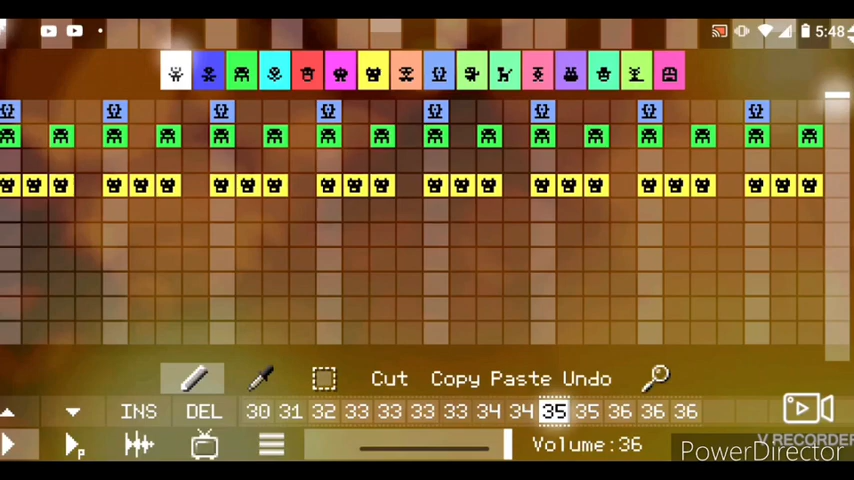 5:48
Cut Copy Paste Undo
INS DEL 30 31 32 33 33 33 33 34 34 35 35 36 36 36
P Volume:36 V RECORDER
PowerDirector